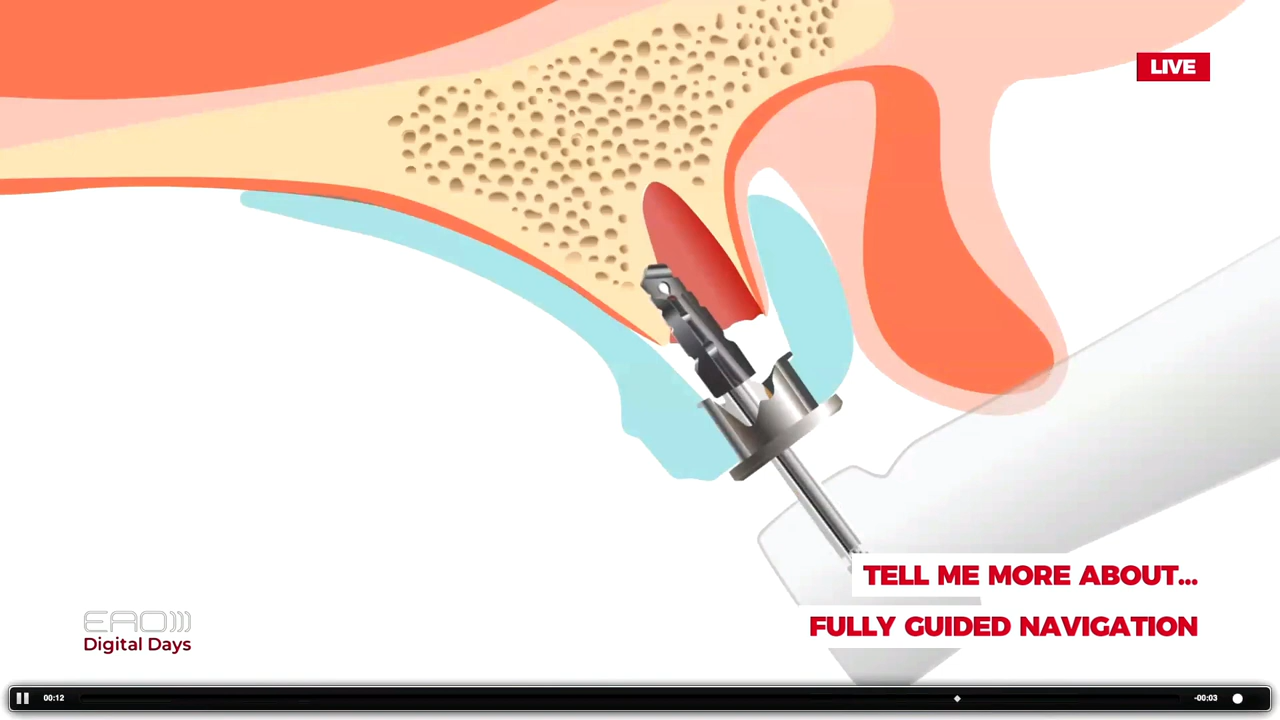 LIVE
TELL ME MORE ABOUT...
FULLY GUIDED NAVIGATION
EAO
Digital Days
00:12
-00:03